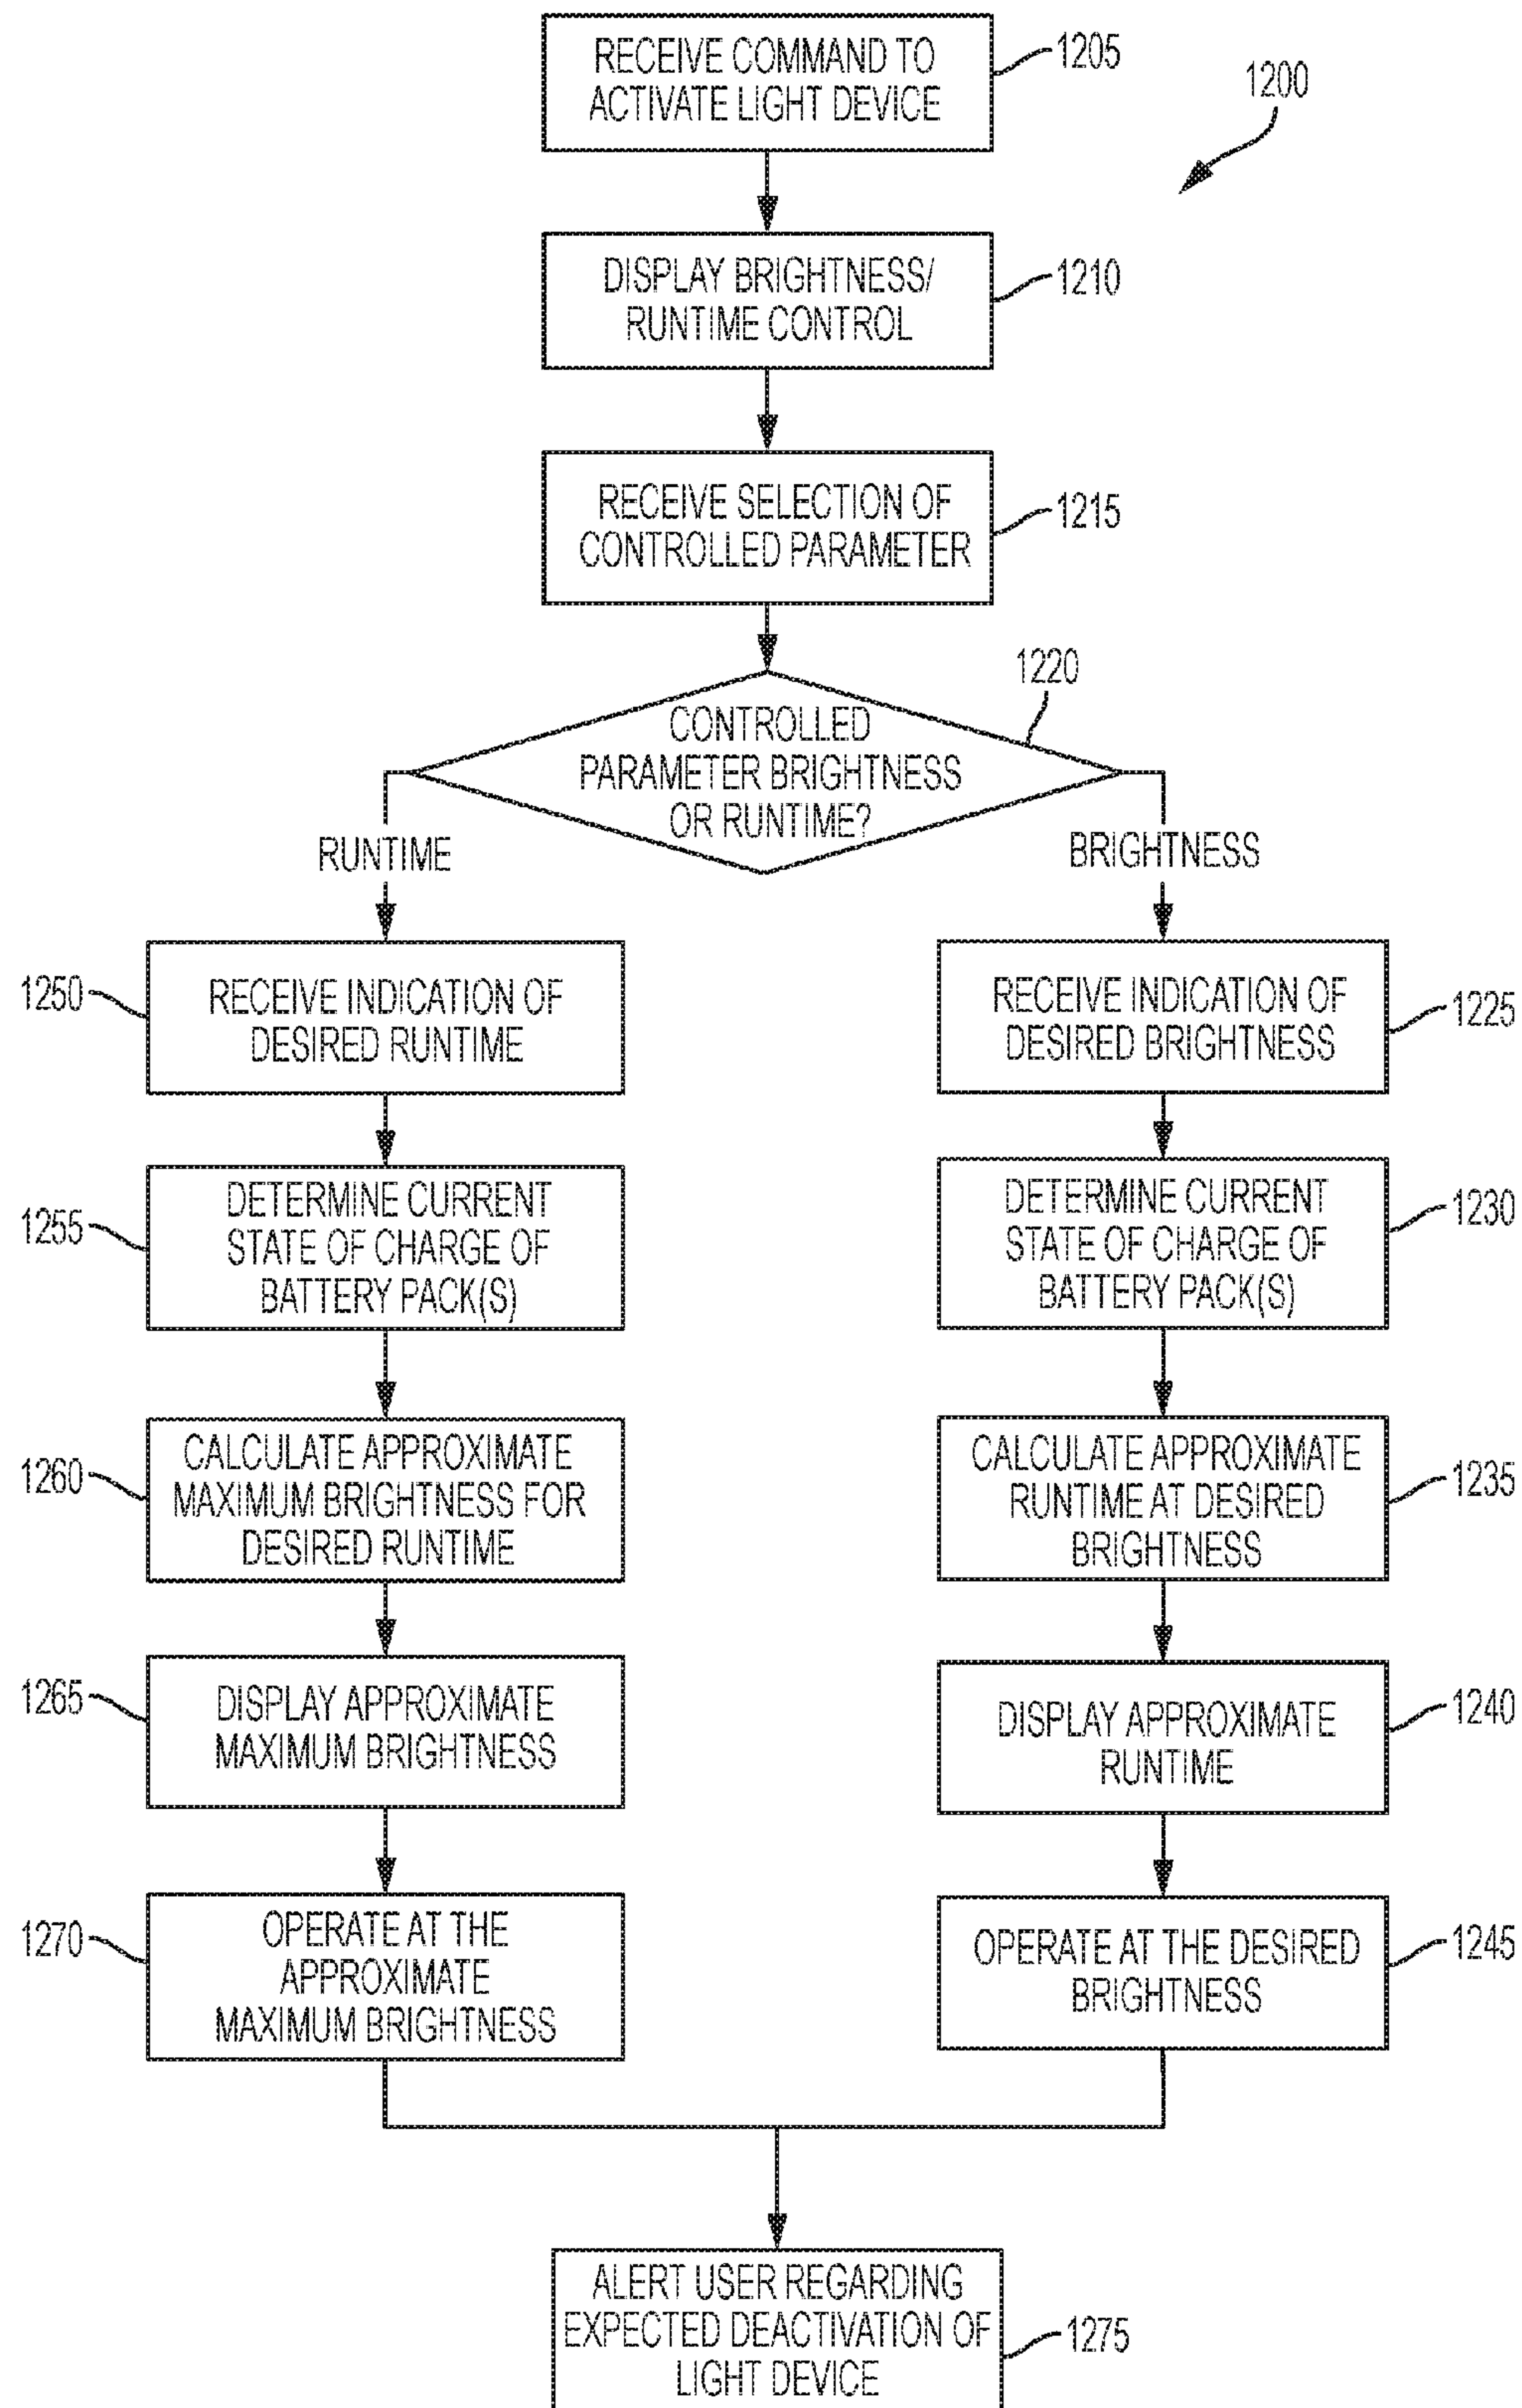 RECEIVE COMMAND TO
ACTIVATE LIGHT DEVICE
1205
1200
DISPLAY BRIGHTNESS/
RUNTIME CONTROL
1210
RECEIVE SELECTION OF
CONTROLLED PARAMETER
1215
1220
CONTROLLED
PARAMETER BRIGHTNESS
OR RUNTIME?
RUNTIME
BRIGHTNESS
1250
RECEIVE INDICATION OF
DESIRED RUNTIME
RECEIVE INDICATION OF
DESIRED BRIGHTNESS
1225
1255
DETERMINE CURRENT
STATE OF CHARGE OF
BATTERY PACK(S)
DETERMINE CURRENT
STATE OF CHARGE OF
BATTERY PACK(S)
1230
1260
CALCULATE APPROXIMATE
MAXIMUM BRIGHTNESS FOR
DESIRED RUNTIME
CALCULATE APPROXIMATE
RUNTIME AT DESIRED
BRIGHTNESS
1235
1265
DISPLAY APPROXIMATE
MAXIMUM BRIGHTNESS
DISPLAY APPROXIMATE
RUNTIME
1240
1270
OPERATE AT THE
APPROXIMATE
MAXIMUM BRIGHTNESS
OPERATE AT THE DESIRED
BRIGHTNESS
1245
ALERT USER REGARDING
EXPECTED DEACTIVATION OF
LIGHT DEVICE
1275